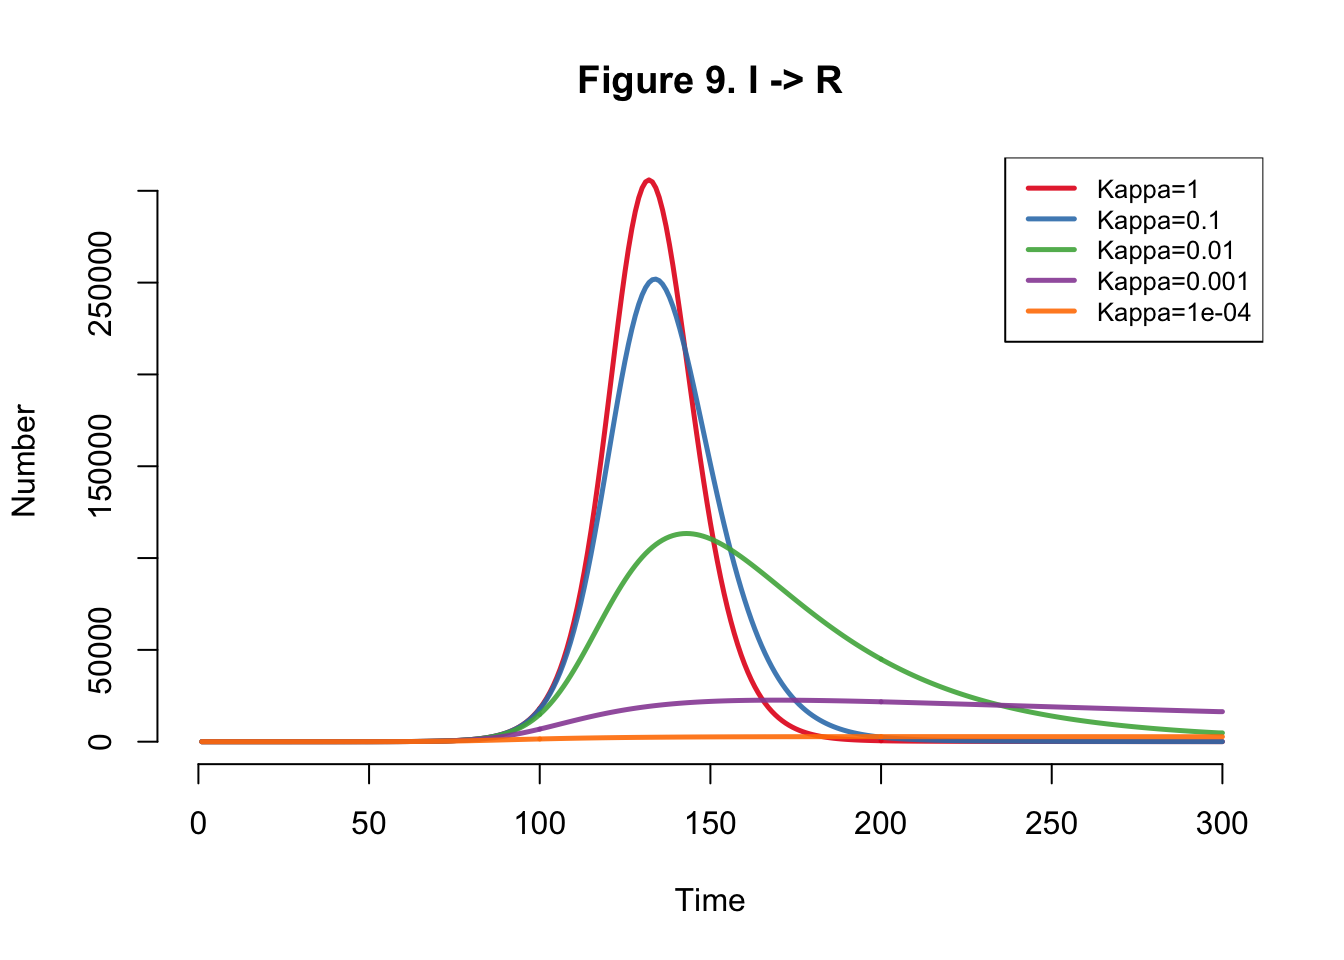 Figure 9. I -> R
Kappa=1
Kappa=0.1
Kappa=0.01
Kappa=0.001
Kappa=1e-04
Number
250000
150000
50000
0
0 50 100 150 200 250 300
Time